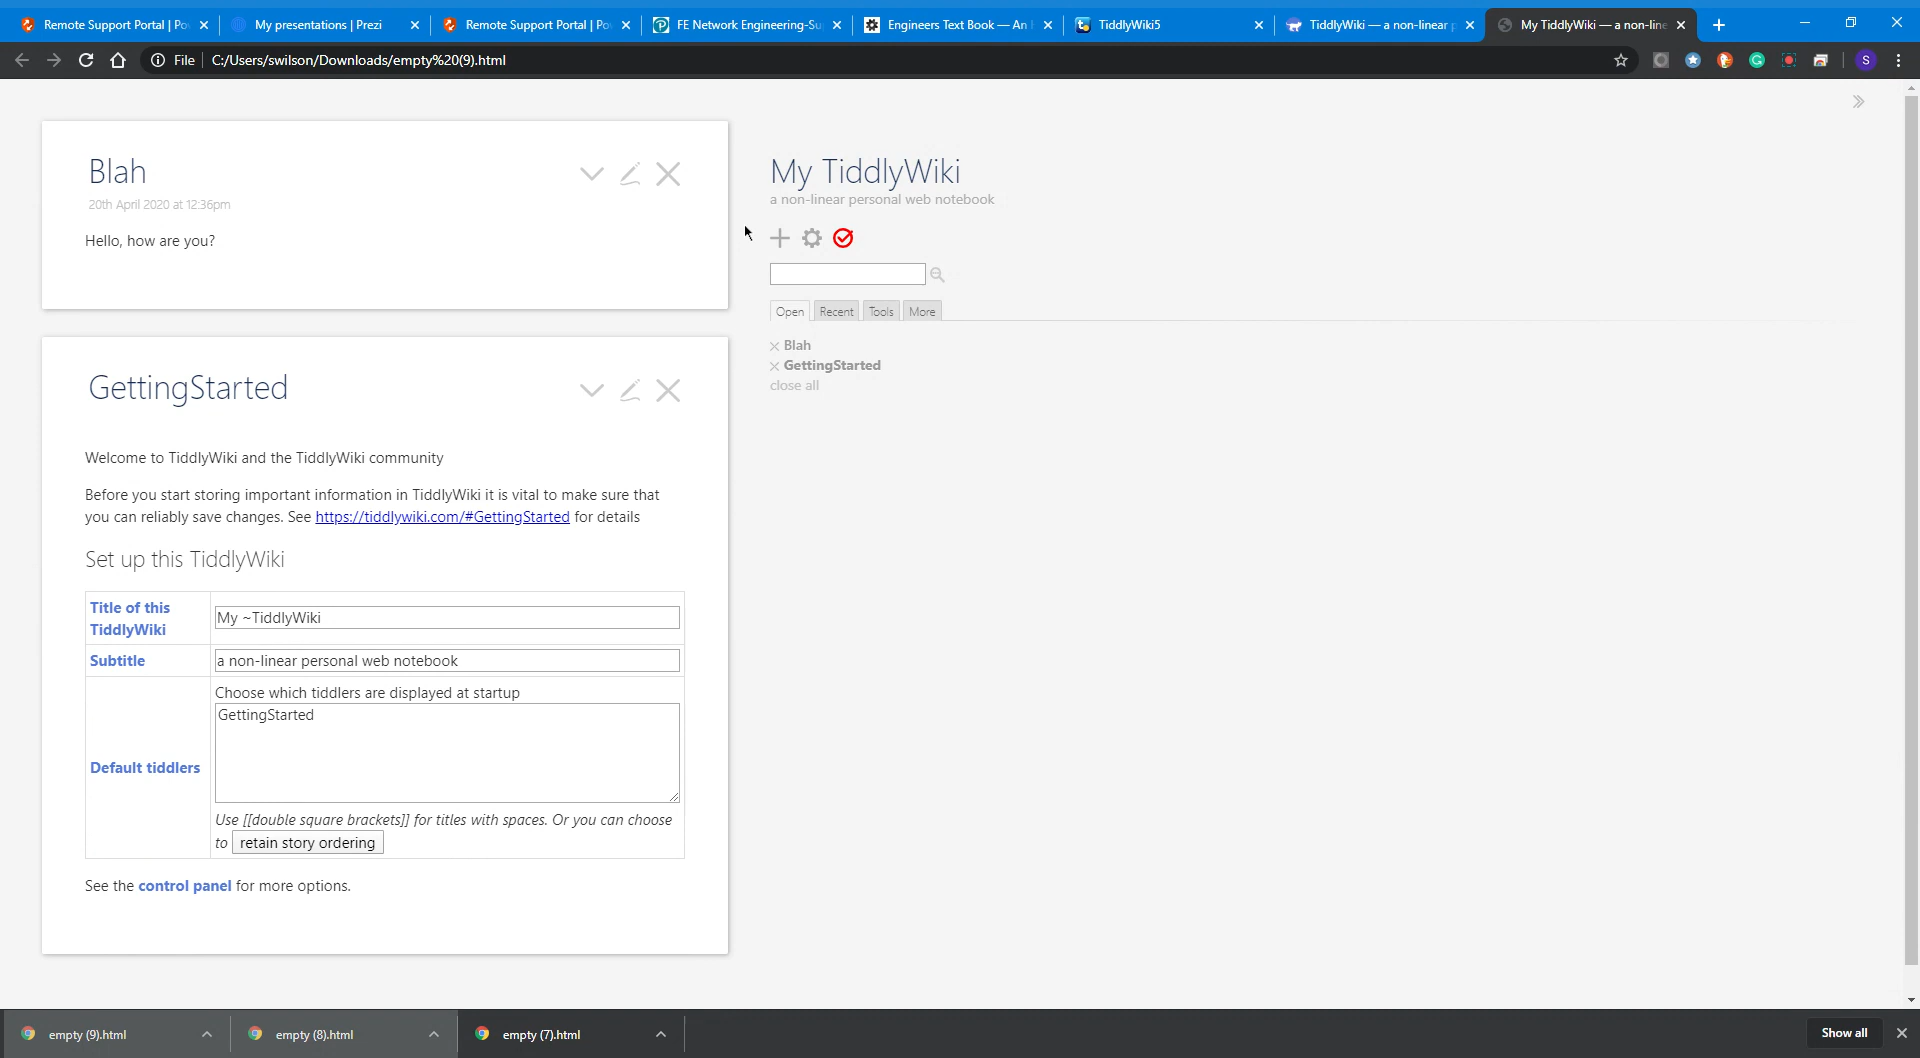 Remote Support Portal | Po
My presentations | Prezi
Remote Support Portal | Po
FE Network Engineering-Su
Engineers Text Book — An
TiddlyWiki5
TiddlyWiki — a non-linear p
My TiddlyWiki — a non-line
File
C:/Users/swilson/Downloads/empty%20(9).html
S
Blah
20th April 2020 at 12:36pm
Hello, how are you?
GettingStarted
Welcome to TiddlyWiki and the TiddlyWiki community
Before you start storing important information in TiddlyWiki it is vital to make sure that
you can reliably save changes. See https://tiddlywiki.com/#GettingStarted for details
Set up this TiddlyWiki
Title of this
TiddlyWiki
My ~TiddlyWiki
Subtitle
a non-linear personal web notebook
Default tiddlers
Choose which tiddlers are displayed at startup
GettingStarted
Use [[double square brackets]] for titles with spaces. Or you can choose
to retain story ordering
See the control panel for more options.
My TiddlyWiki
a non-linear personal web notebook
Open
Recent
Tools
More
Blah
GettingStarted
close all
empty (9).html
empty (8).html
empty (7).html
Show all